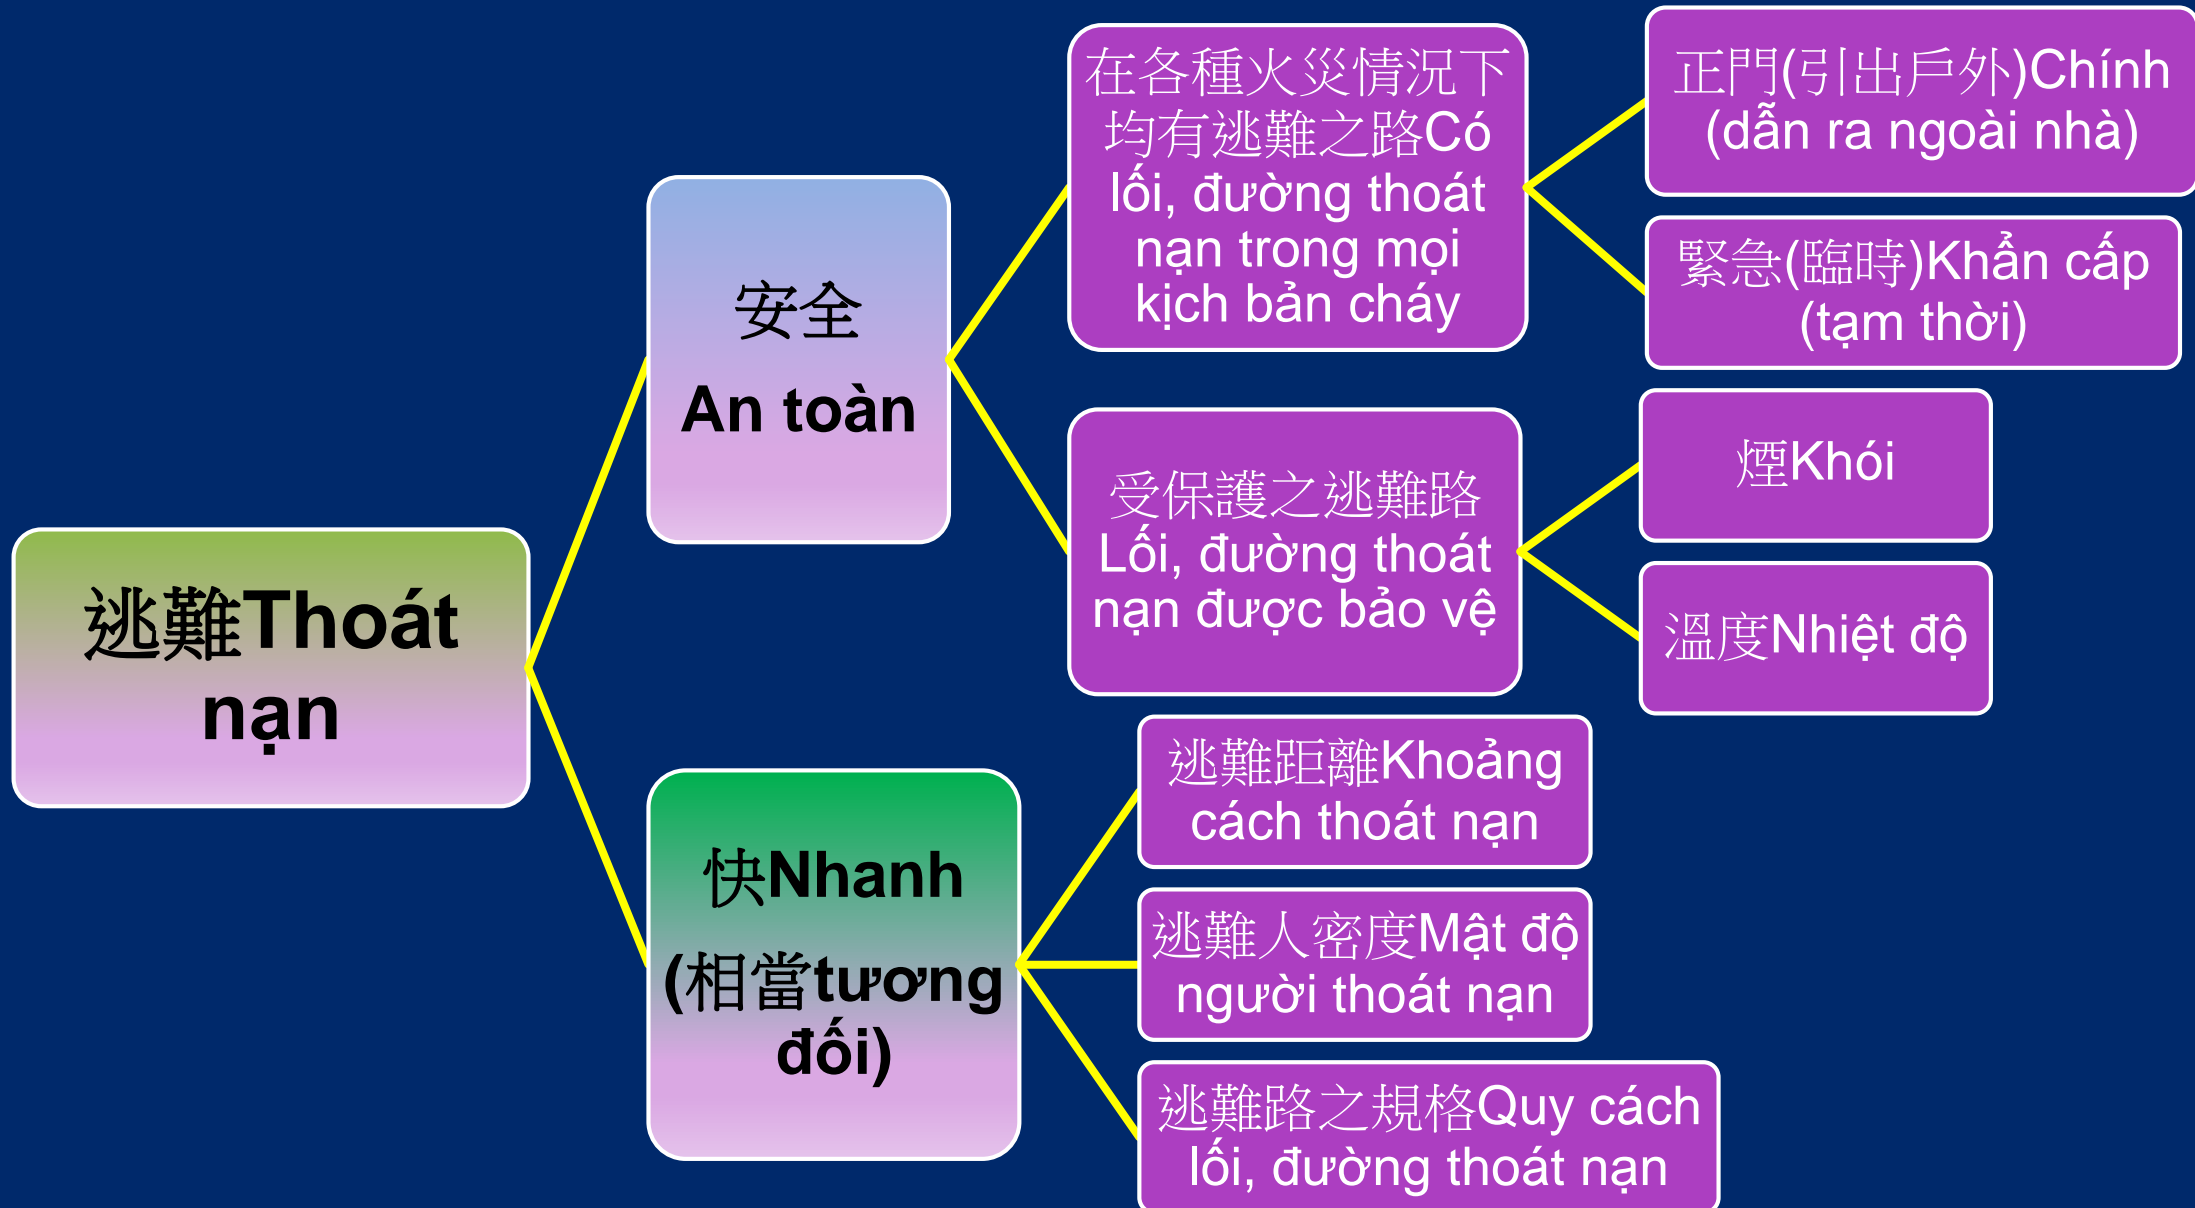 逃難Thoát
nạn
安全
An toàn
在各種火災情況下
均有逃難之路Có
lối, đường thoát
nạn trong mọi
kịch bản cháy
正門(引出戶外)Chính
(dẫn ra ngoài nhà)
緊急(臨時)Khẩn cấp
(tạm thời)
受保護之逃難路
Lối, đường thoát
nạn được bảo vệ
煙Khói
溫度Nhiệt độ
快Nhanh
(相當tương
đối)
逃難距離Khoảng
cách thoát nạn
逃難人密度Mật độ
người thoát nạn
逃難路之規格Quy cách
lối, đường thoát nạn